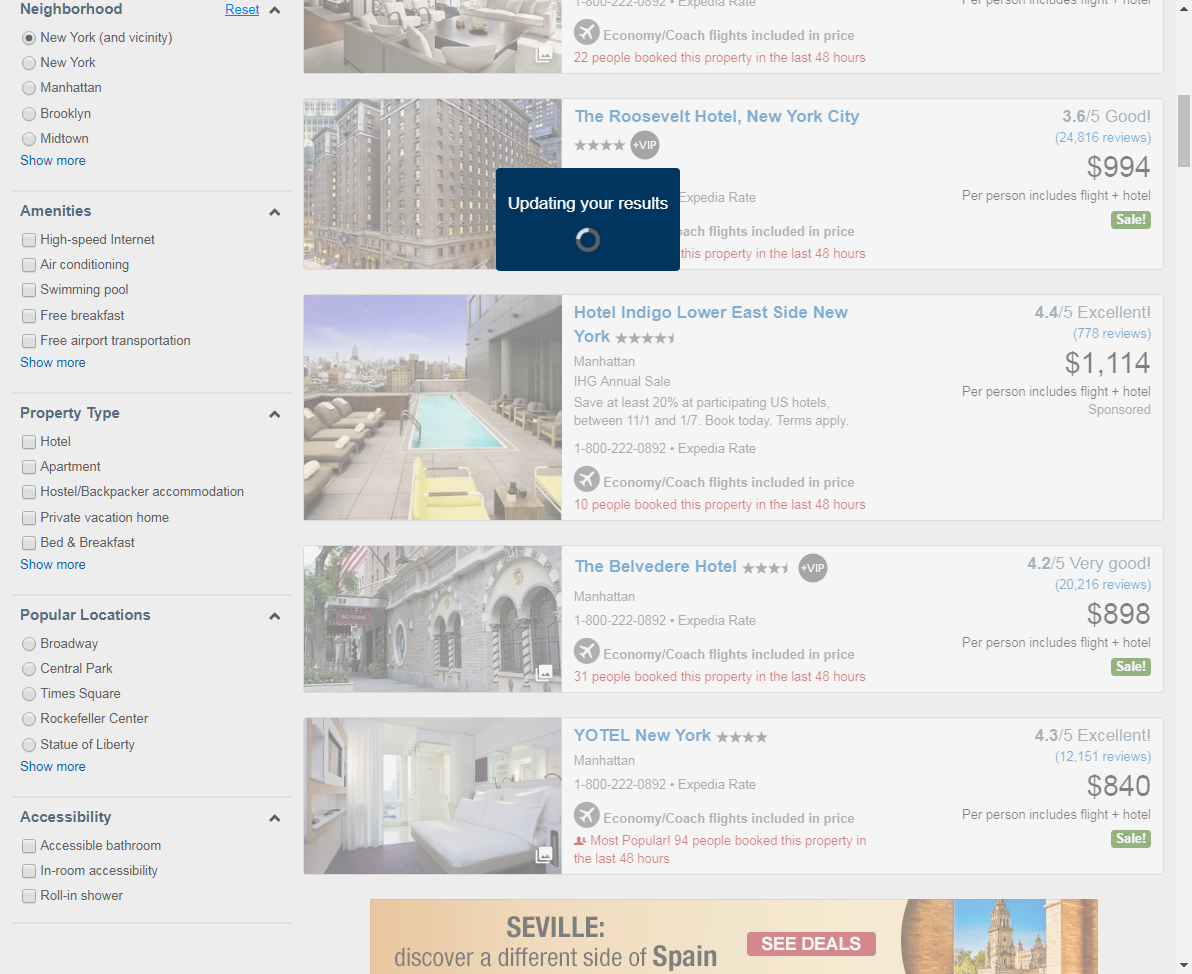 Neighborhood Reset
New York (and vicinity)
New York
Manhattan
Brooklyn
Midtown
Show more
Amenities
High-speed Internet
Air conditioning
Swimming pool
Free breakfast
Free airport transportation
Show more
Property Type
Hotel
Apartment
Hostel/Backpacker accommodation
Private vacation home
Bed & Breakfast
Show more
Popular Locations
Broadway
Central Park
Times Square
Rockefeller Center
Statue of Liberty
Show more
Accessibility
Accessible bathroom
In-room accessibility
Roll-in shower
1-800-222-0892 • Expedia Rate
Per person includes flight + hotel
Economy/Coach flights included in price
22 people booked this property in the last 48 hours
The Roosevelt Hotel, New York City
+VIP
3.6/5 Good!
(24,816 reviews)
$994
Per person includes flight + hotel
Sale!
Updating your results
Expedia Rate
ach flights included in price
this property in the last 48 hours
Hotel Indigo Lower East Side New
York
Manhattan
IHG Annual Sale
Save at least 20% at participating US hotels,
between 11/1 and 1/7. Book today. Terms apply.
1-800-222-0892 • Expedia Rate
Economy/Coach flights included in price
10 people booked this property in the last 48 hours
4.4/5 Excellent!
(778 reviews)
$1,114
Per person includes flight + hotel
Sponsored
The Belvedere Hotel +VIP
Manhattan
1-800-222-0892 • Expedia Rate
Economy/Coach flights included in price
31 people booked this property in the last 48 hours
4.2/5 Very good!
(20,216 reviews)
$898
Per person includes flight + hotel
Sale!
YOTEL New York
Manhattan
1-800-222-0892 • Expedia Rate
Economy/Coach flights included in price
Most Popular! 94 people booked this property in
the last 48 hours
4.3/5 Excellent!
(12,151 reviews)
$840
Per person includes flight + hotel
Sale!
SEVILLE:
discover a different side of Spain
SEE DEALS